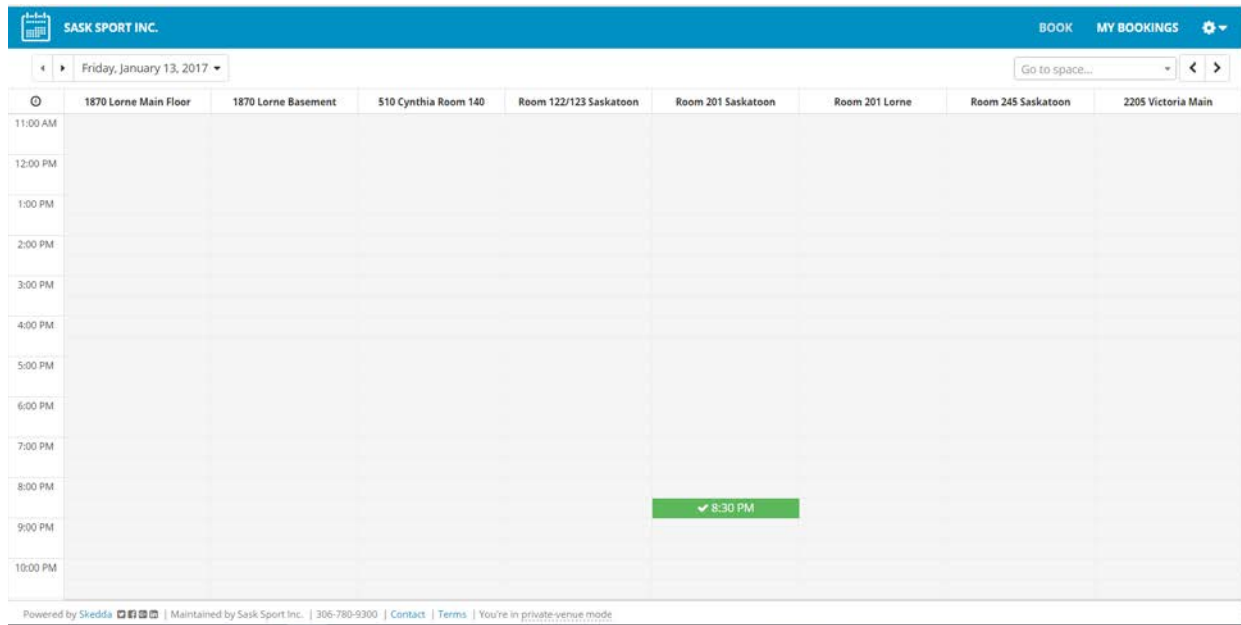 SASK SPORT INC. BOOK MY BOOKINGS
Friday, January 13, 2017 Go to space...
1870 Lorne Main Floor 1870 Lorne Basement 510 Cynthia Room 140 Room 122/123 Saskatoon Room 201 Saskatoon Room 201 Lorne Room 245 Saskatoon 2205 Victoria Main
11:00 AM
12:00 PM
1:00 PM
2:00 PM
3:00 PM
4:00 PM
5:00 PM
6:00 PM
7:00 PM
8:00 PM
8:30 PM
9:00 PM
10:00 PM
Powered by Skedda | Maintained by Sask Sport Inc. | 306-780-9300 | Contact | Terms | You're in private-venue mode